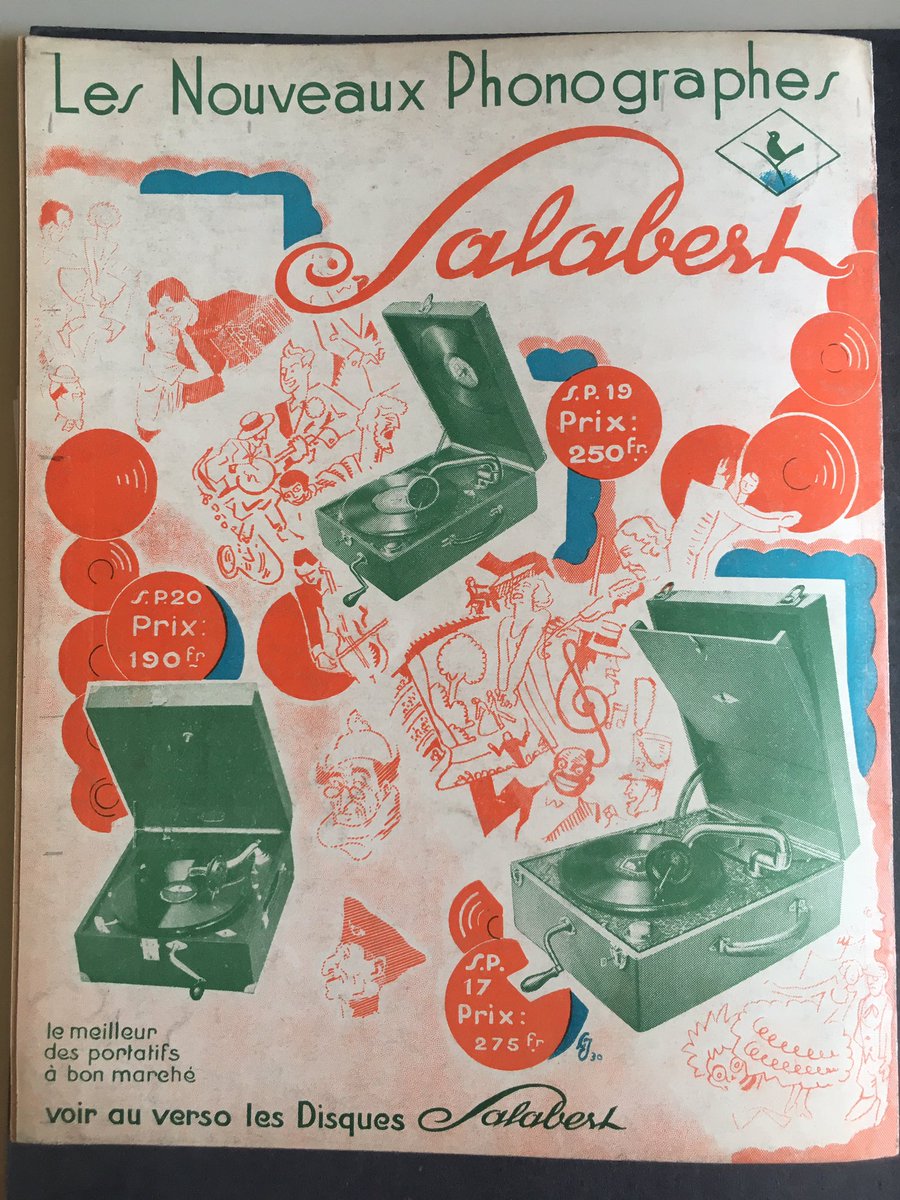 Les Nouveaux Phonographes
Salabert
S.P. 19
Prix:
250 fr.
S.P. 20
Prix:
190 fr
S.P.
17
Prix:
275 fr
30
le meilleur
des portatifs
à bon marché
voir au verso les Disques Salabert